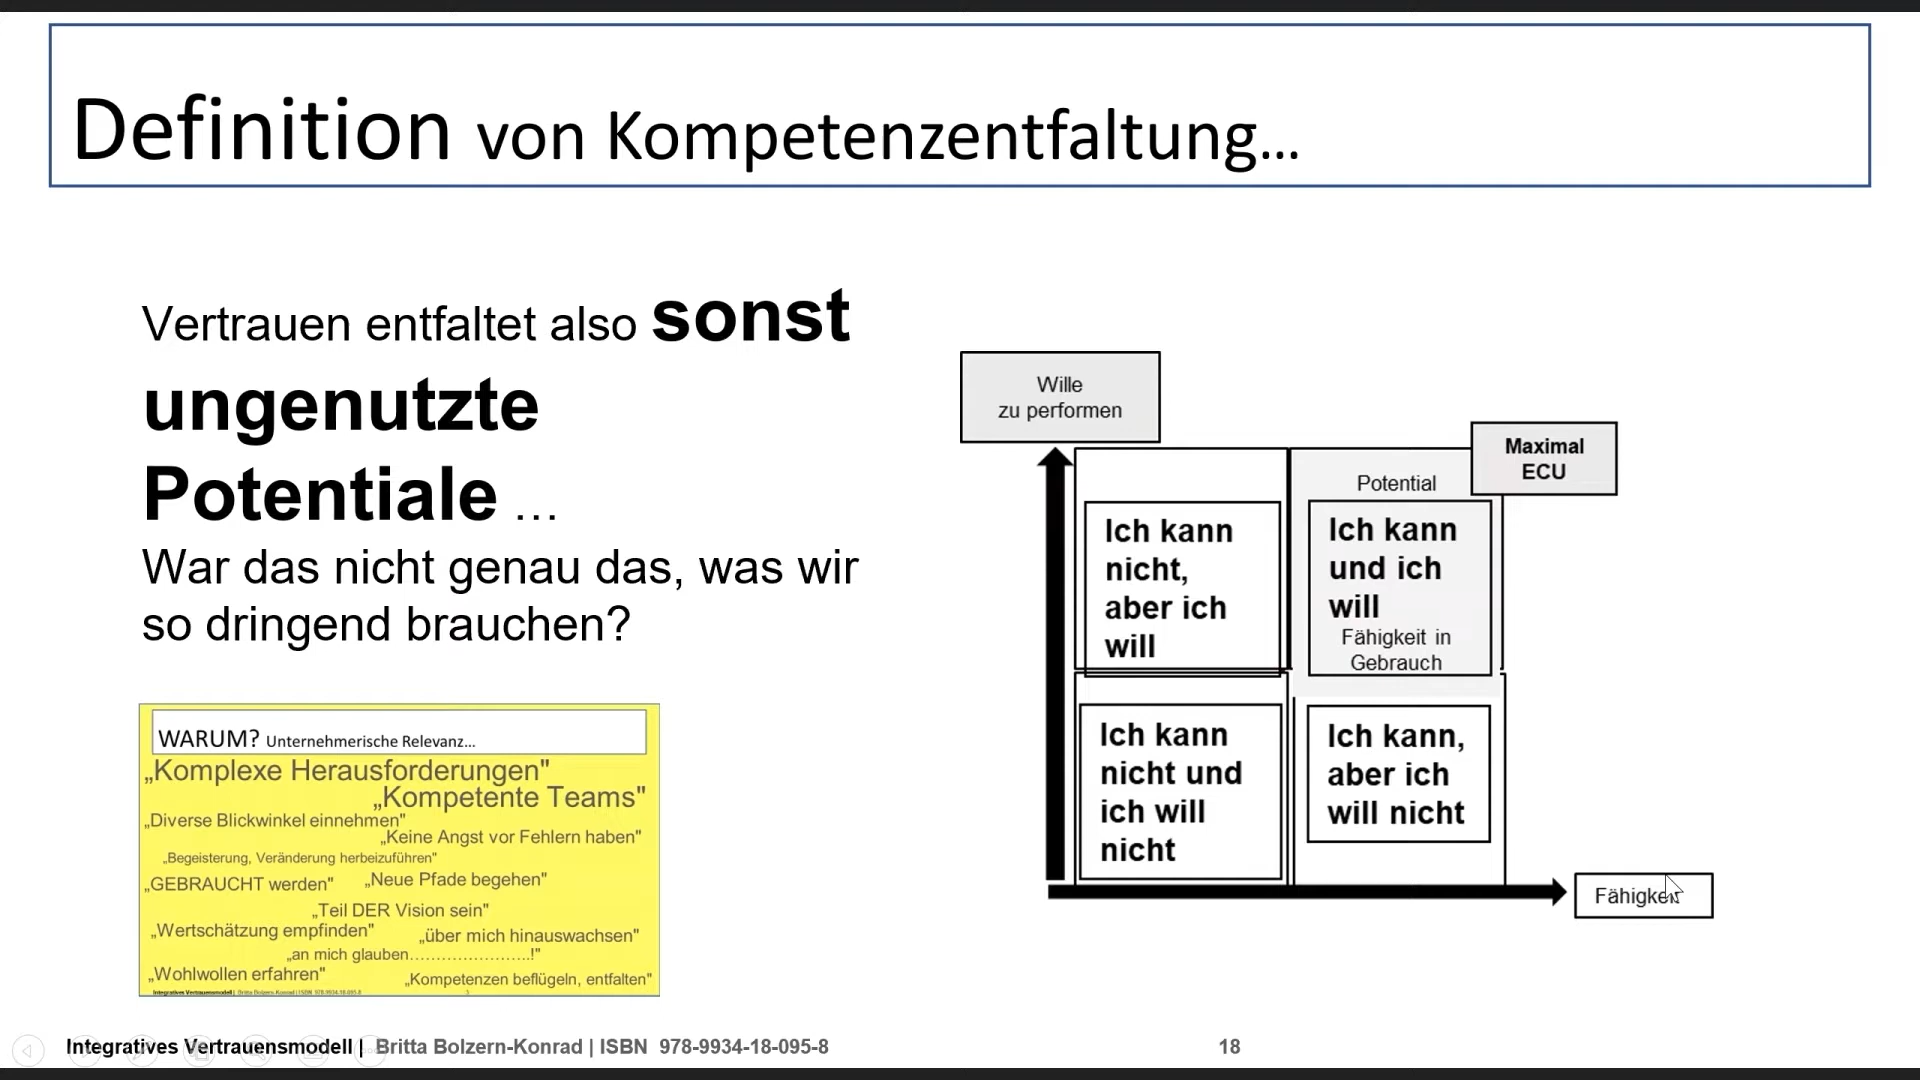 Definition von Kompetenzentfaltung…
Vertrauen entfaltet also sonst
ungenutzte
Potentiale …
War das nicht genau das, was wir
so dringend brauchen?
WARUM? Unternehmerische Relevanz…
„Komplexe Herausforderungen"
„Kompetente Teams"
„Diverse Blickwinkel einnehmen"
„Keine Angst vor Fehlern haben"
„Begeisterung, Veränderung herbeizuführen"
„GEBRAUCHT werden"
„Neue Pfade begehen"
„Teil DER Vision sein"
„Wertschätzung empfinden"
„über mich hinauswachsen"
„an mich glauben…………………..!"
„Wohlwollen erfahren"
„Kompetenzen beflügeln, entfalten"
Integratives Vertrauensmodell | Britta Bolzern-Konrad | ISBN 978-9934-18-095-8
Wille
zu performen
Maximal
ECU
Potential
Ich kann
nicht,
aber ich
will
Ich kann
und ich
will
Fähigkeit in
Gebrauch
Ich kann
nicht und
ich will
nicht
Ich kann,
aber ich
will nicht
Fähigkeit
Integratives Vertrauensmodell | Britta Bolzern-Konrad | ISBN 978-9934-18-095-8
18